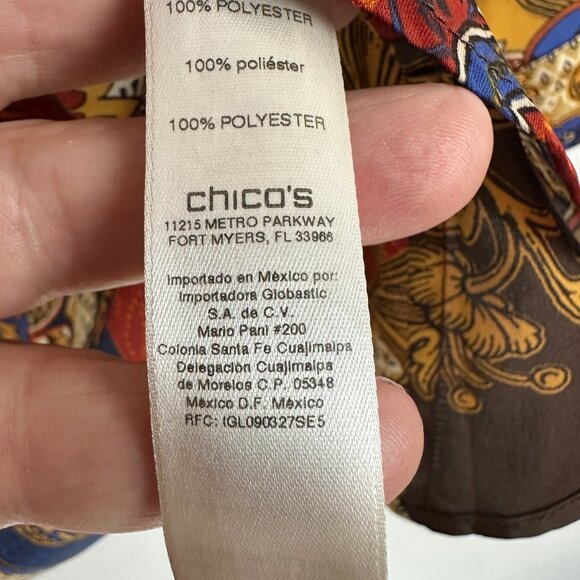 100% POLYESTER
100% poliéster
100% POLYESTER
chico's
11215 METRO PARKWAY
FORT MYERS, FL 33966
Importado en México por:
Importadora Globastic
S.A. de C.V.
Mario Pani #200
Colonia Santa Fe Cuajimalpa
Delegación Cuajimalpa
de Morelos C.P. 05348
México D.F. México
RFC: IGL090327SE5